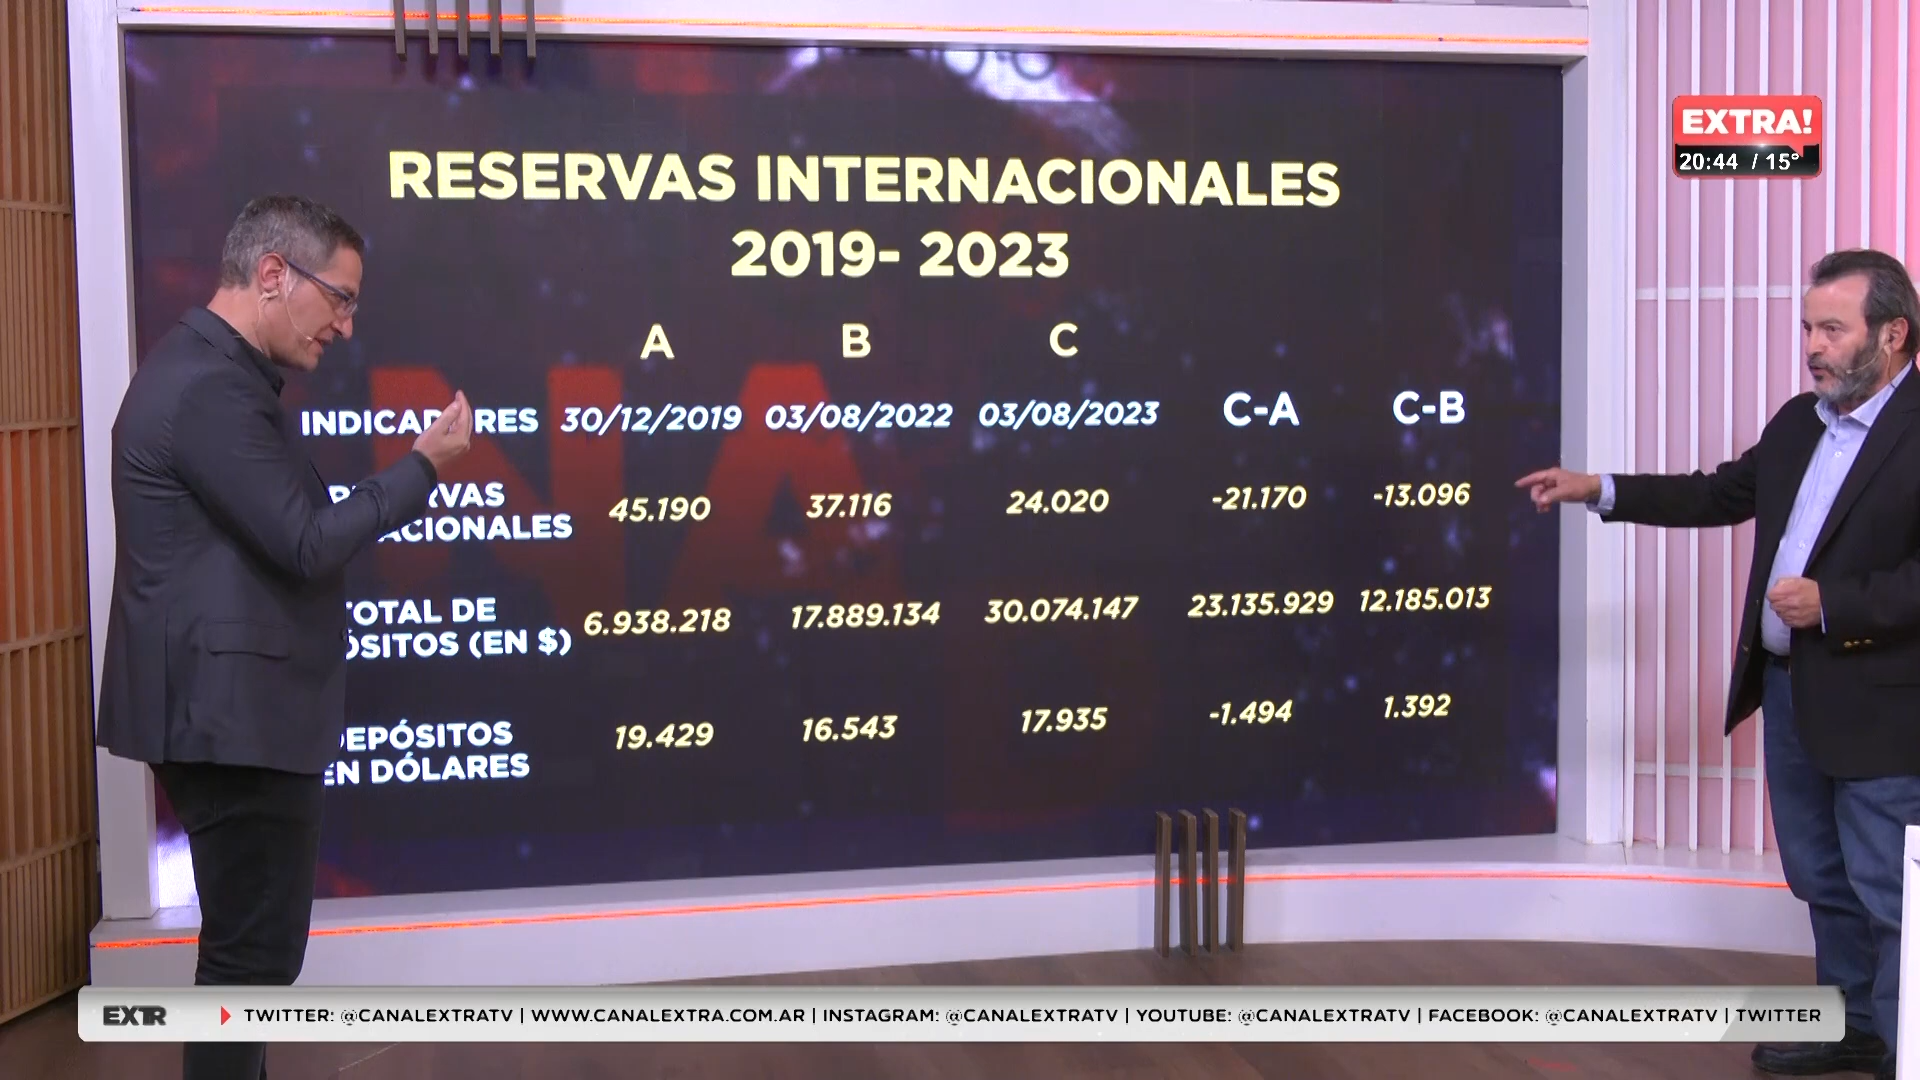 EXTRA!
20:44 / 15°
RESERVAS INTERNACIONALES
2019- 2023
A B C
30/12/2019 03/08/2022 03/08/2023 C-A C-B
45.190 37.116 24.020 -21.170 -13.096
DE
6.938.218 17.889.134 30.074.147 23.135.929 12.185.013
(EN $)
19.429 16.543 17.935 -1.494 1.392
DÓLARES
TWITTER: @CANALEXTRATV | WWW.CANALEXTRA.COM.AR | INSTAGRAM: @CANALEXTRATV | YOUTUBE: @CANALEXTRATV | FACEBOOK: @CANALEXTRATV | TWITTER